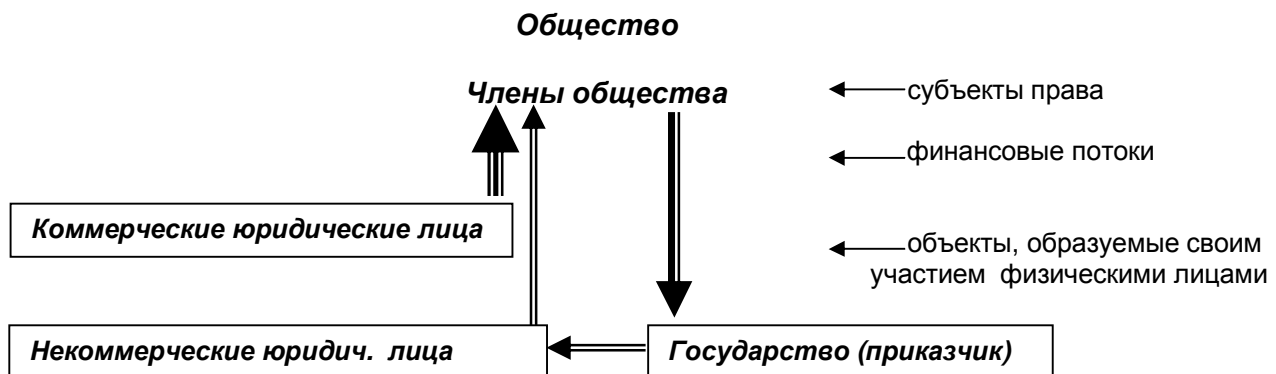 Общество
Члены общества
субъекты права
финансовые потоки
Коммерческие юридические лица
объекты, образуемые своим
участием физическими лицами
Некоммерческие юридич. лица
Государство (приказчик)